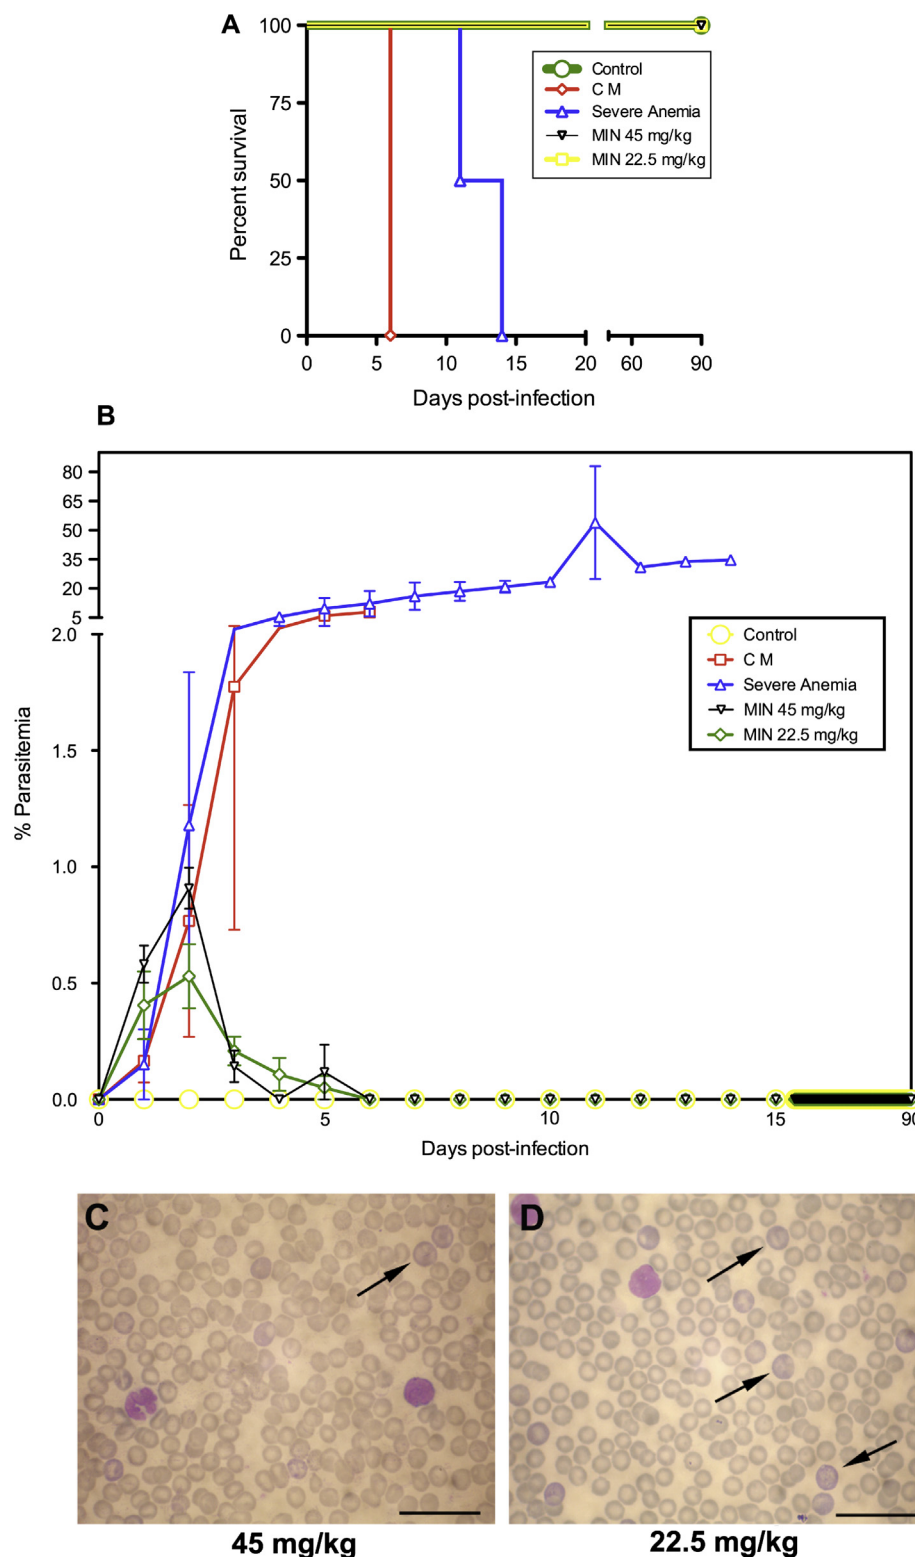 A
100
75
50
25
0
Percent survival
0 5 10 15 20 60 90
Days post-infection
Control
C M
Severe Anemia
MIN 45 mg/kg
MIN 22.5 mg/kg
B
80
65
50
35
20
5
2.0
1.5
1.0
0.5
0.0
% Parasitemia
0 5 10 15 90
Days post-infection
Control
C M
Severe Anemia
MIN 45 mg/kg
MIN 22.5 mg/kg
C
D
45 mg/kg
22.5 mg/kg